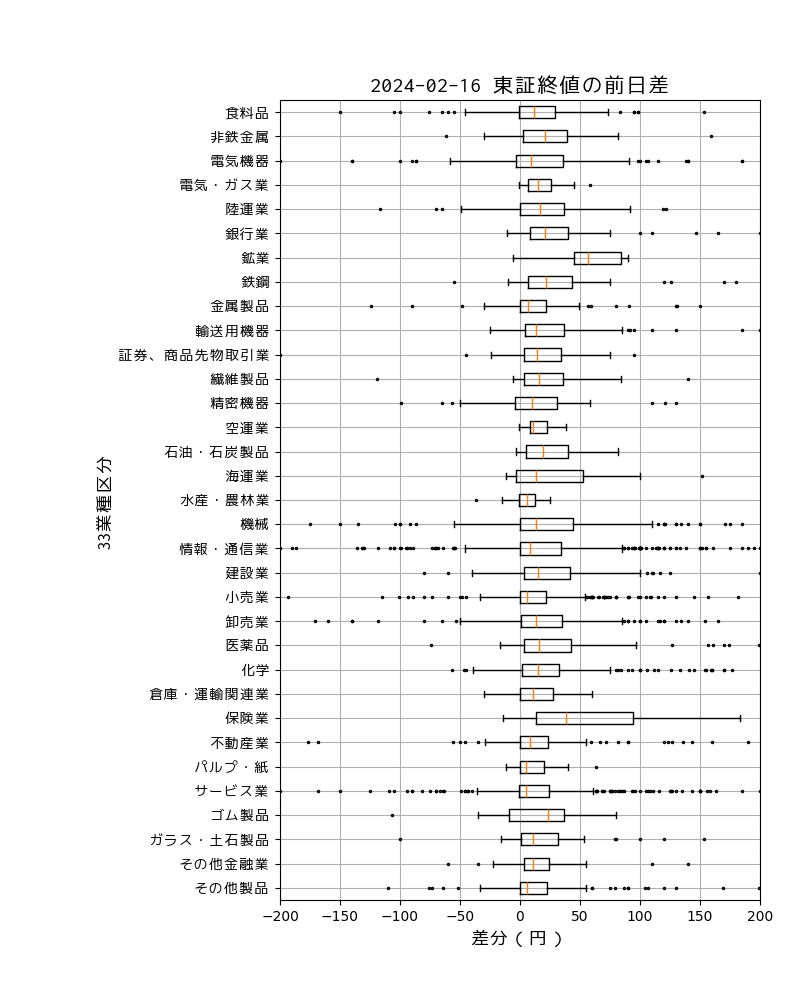 2024-02-16 東証終値の前日差
食料品
非鉄金属
電気機器
電気・ガス業
陸運業
銀行業
鉱業
鉄鋼
金属製品
輸送用機器
証券、商品先物取引業
繊維製品
精密機器
空運業
石油・石炭製品
海運業
水産・農林業
機械
情報・通信業
建設業
小売業
卸売業
医薬品
化学
倉庫・運輸関連業
保険業
不動産業
パルプ・紙
サービス業
ゴム製品
ガラス・土石製品
その他金融業
その他製品
33業種区分
−200 −150 −100 −50 0 50 100 150 200
差分（円）